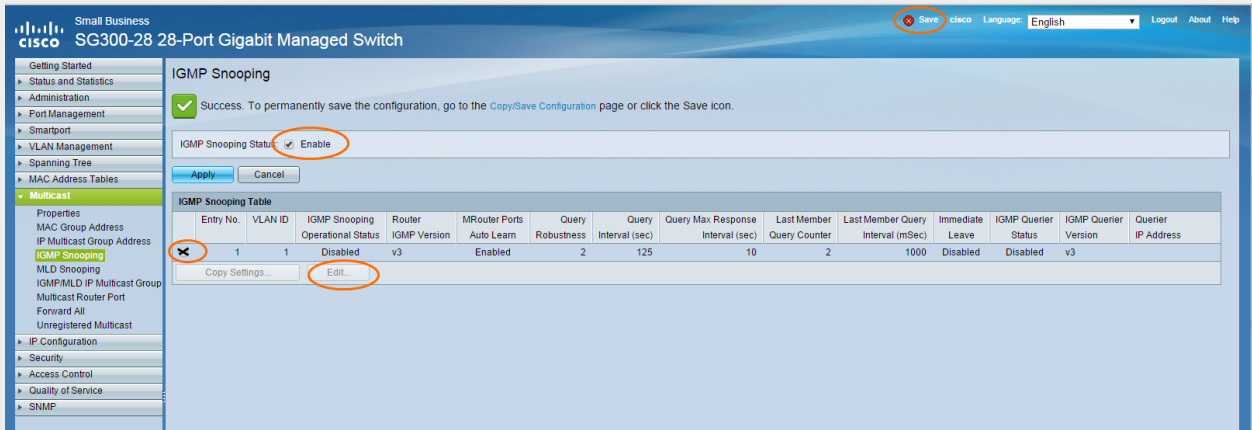 Small Business
cisco SG300-28 28-Port Gigabit Managed Switch
Save cisco Language: English Logout About Help
Getting Started
Status and Statistics
Administration
Port Management
Smartport
VLAN Management
Spanning Tree
MAC Address Tables
Multicast
Properties
MAC Group Address
IP Multicast Group Address
IGMP Snooping
MLD Snooping
IGMP/MLD IP Multicast Group
Multicast Router Port
Forward All
Unregistered Multicast
IP Configuration
Security
Access Control
Quality of Service
SNMP
IGMP Snooping
Success. To permanently save the configuration, go to the Copy/Save Configuration page or click the Save icon.
IGMP Snooping Status: Enable
Apply Cancel
IGMP Snooping Table
Entry No. VLAN ID IGMP Snooping Router MRouter Ports Query Query Query Max Response Last Member Last Member Query Immediate IGMP Querier IGMP Querier Querier
Operational Status IGMP Version Auto Learn Robustness Interval (sec) Interval (sec) Query Counter Interval (mSec) Leave Status Version IP Address
1 1 Disabled v3 Enabled 2 125 10 2 1000 Disabled Disabled v3
Copy Settings... Edit...